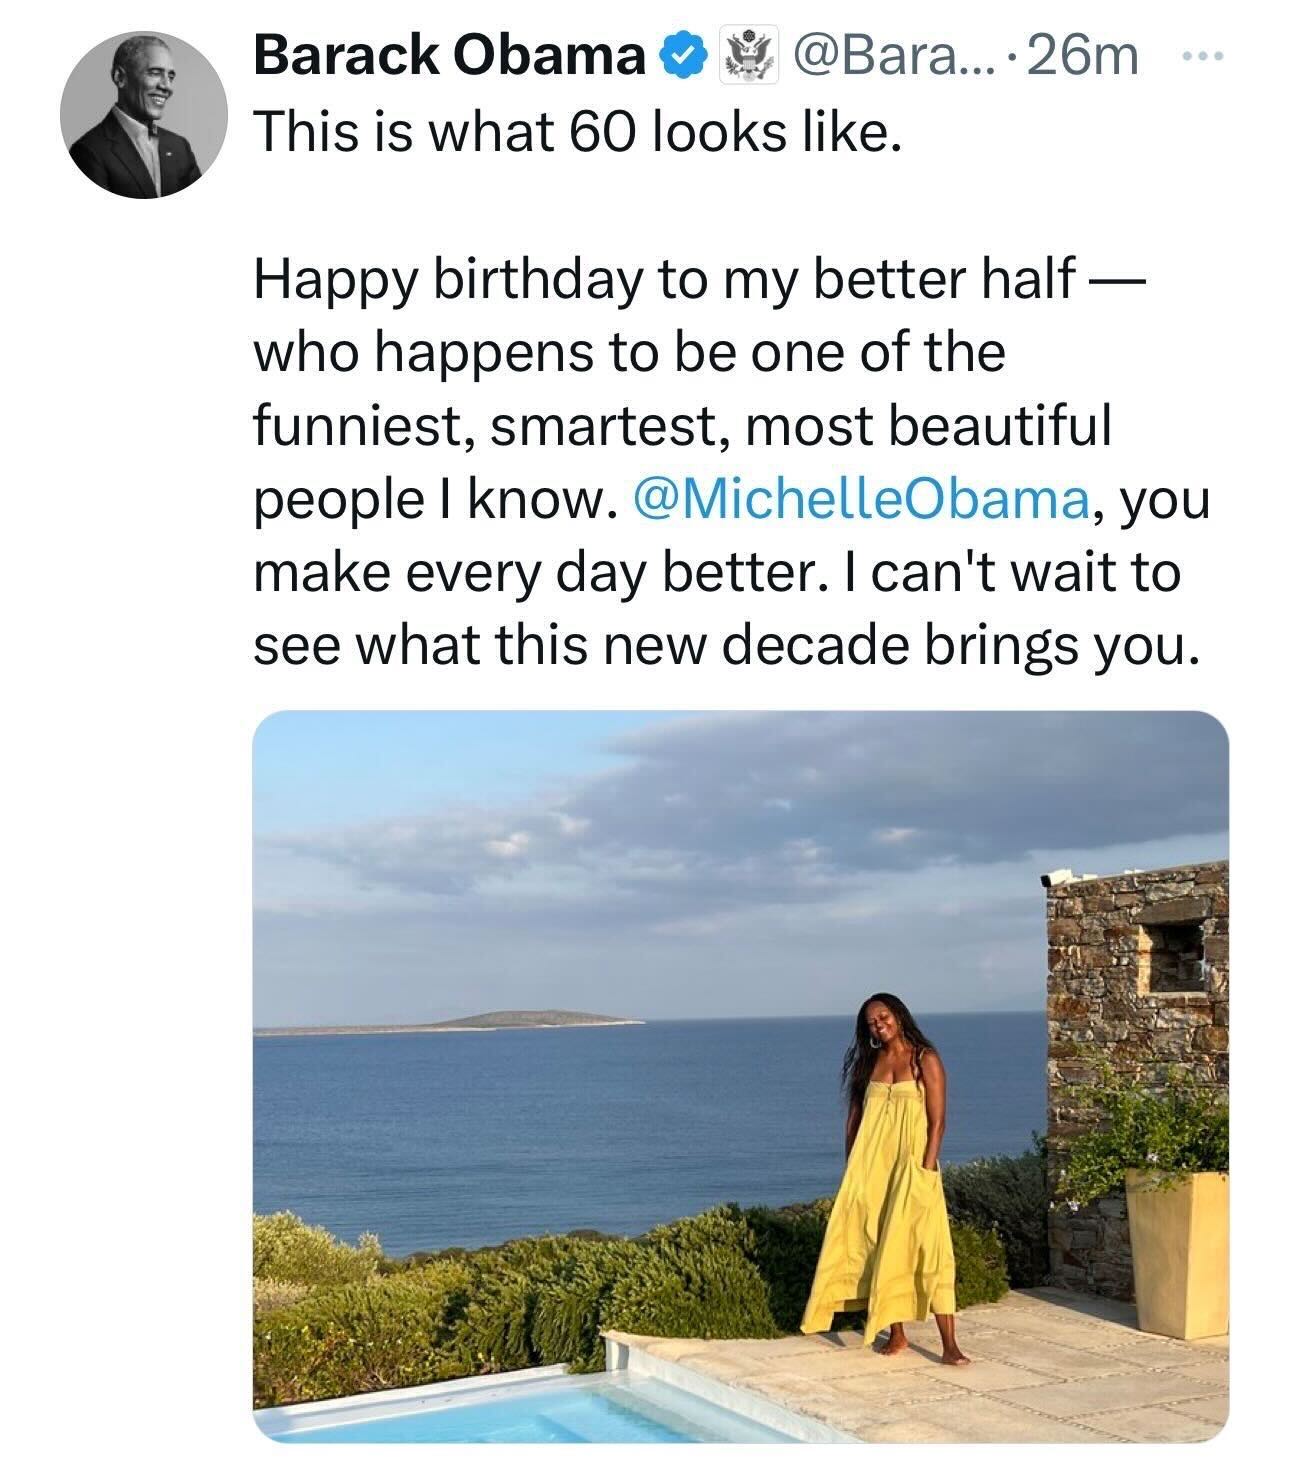 Barack Obama @Bara... · 26m
This is what 60 looks like.
Happy birthday to my better half —
who happens to be one of the
funniest, smartest, most beautiful
people I know. @MichelleObama, you
make every day better. I can't wait to
see what this new decade brings you.